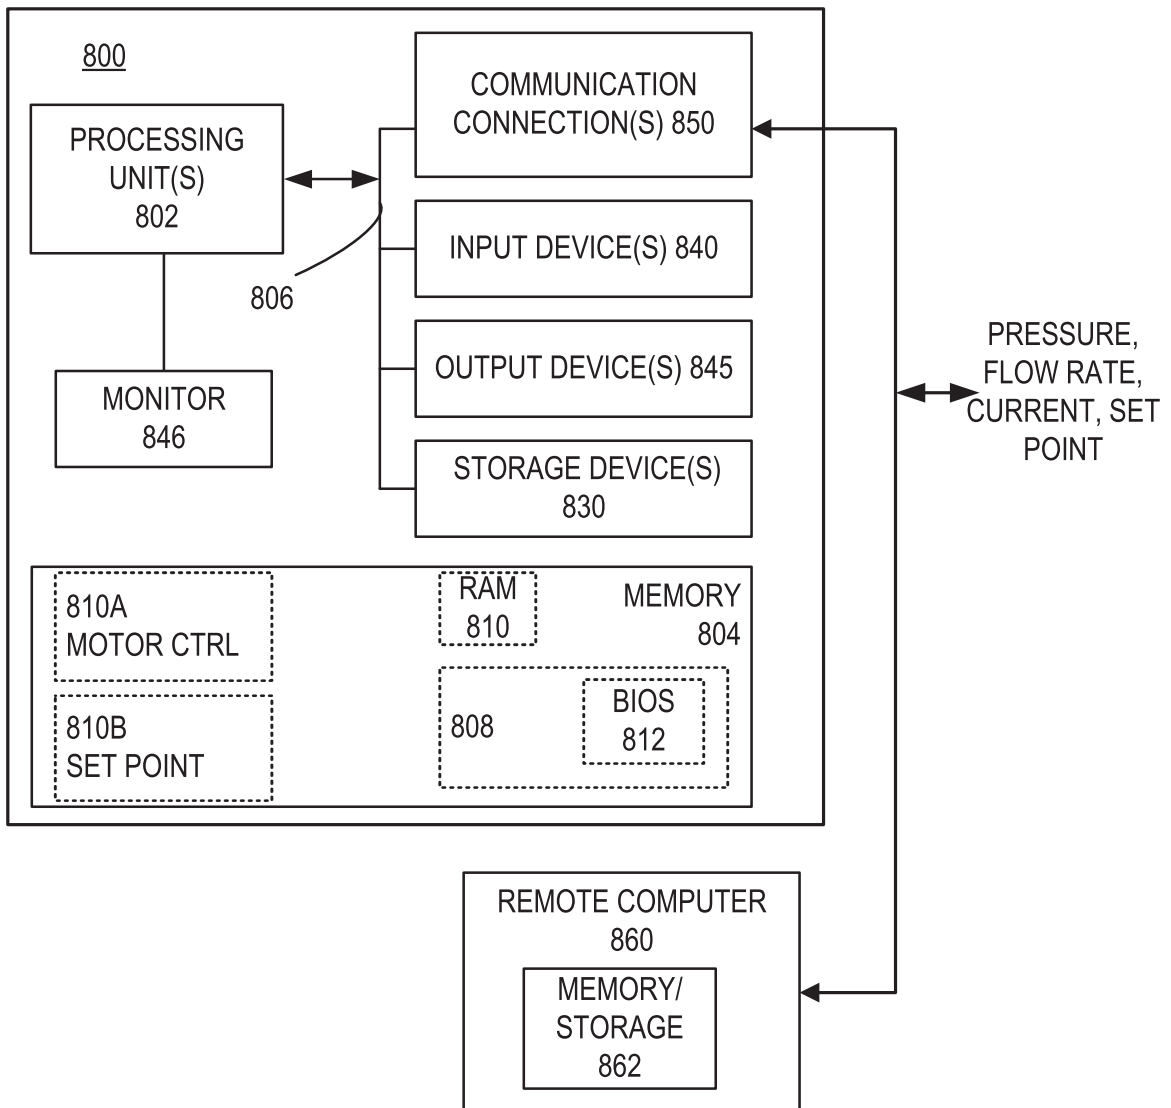 800
PROCESSING
UNIT(S)
802
806
MONITOR
846
COMMUNICATION
CONNECTION(S) 850
INPUT DEVICE(S) 840
OUTPUT DEVICE(S) 845
STORAGE DEVICE(S)
830
PRESSURE,
FLOW RATE,
CURRENT, SET
POINT
810A
MOTOR CTRL
810B
SET POINT
RAM
810
MEMORY
804
808
BIOS
812
REMOTE COMPUTER
860
MEMORY/
STORAGE
862